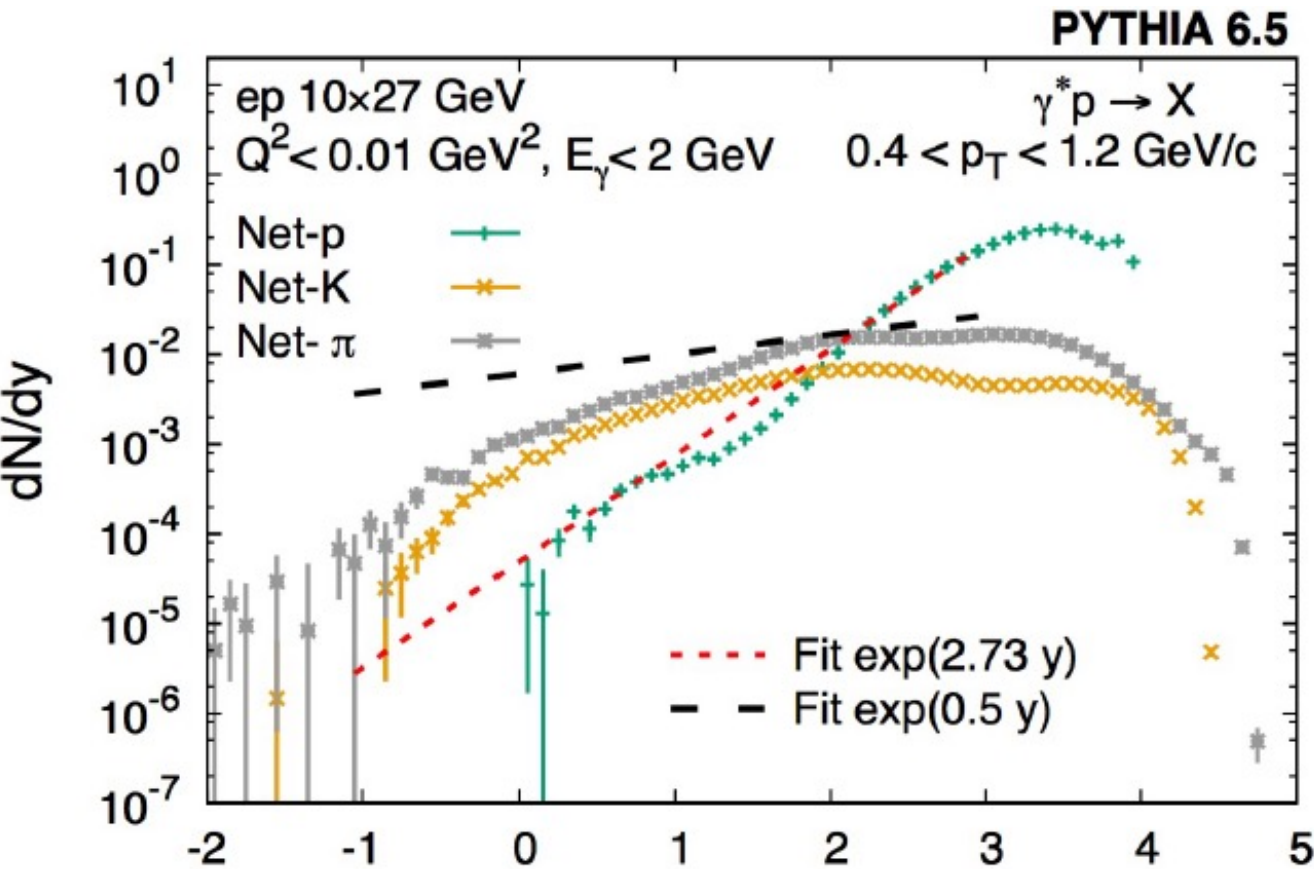 PYTHIA 6.5
ep 10×27 GeV
γ*p → X
Q²< 0.01 GeV², Eγ< 2 GeV
0.4 < pT < 1.2 GeV/c
Net-p
Net-K
Net- π
Fit exp(2.73 y)
Fit exp(0.5 y)
dN/dy
10¹
10⁰
10⁻¹
10⁻²
10⁻³
10⁻⁴
10⁻⁵
10⁻⁶
10⁻⁷
-2 -1 0 1 2 3 4 5